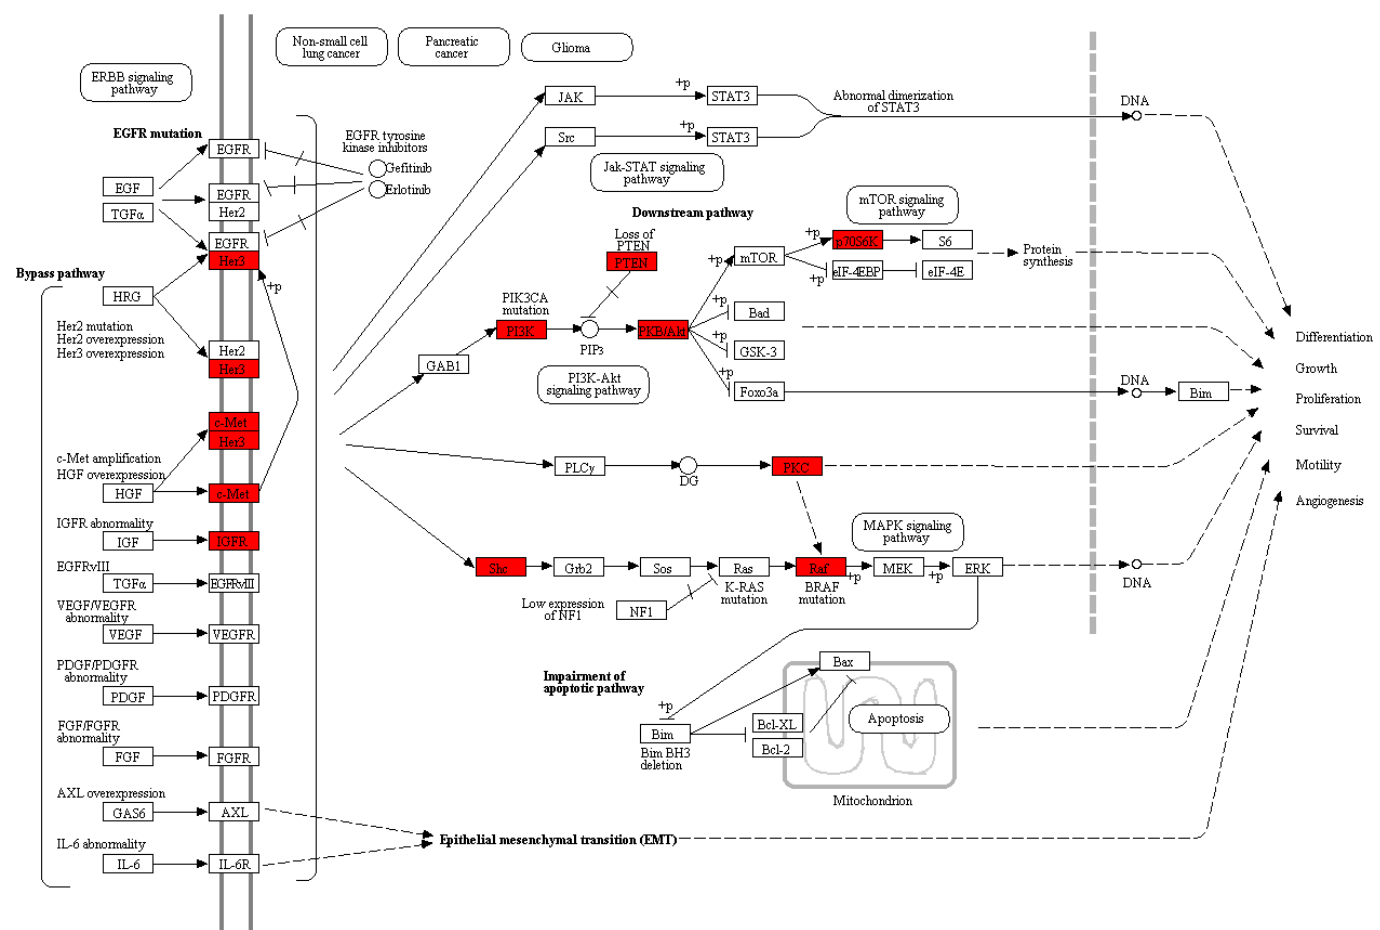 Non-small cell
lung cancer
Pancreatic
cancer
Glioma
ERBB signaling
pathway
EGFR mutation
EGFR
EGF
TGFα
EGFR
Her2
EGFR
Her3
EGFR tyrosine
kinase inhibitors
Gefitinib
Erlotinib
JAK
+p
STAT3
Src
+p
STAT3
Abnormal dimerization
of STAT3
DNA
Jak-STAT signaling
pathway
Downstream pathway
mTOR signaling
pathway
Bypass pathway
HRG
+p
Her2 mutation
Her2 overexpression
Her3 overexpression
Her2
Her3
Loss of
PTEN
PTEN
PIK3CA
mutation
PI3K
PIP3
PKB/Akt
GAB1
PI3K-Akt
signaling pathway
+p
mTOR
+p
p70S6K
S6
+p
eIF-4EBP
eIF-4E
Protein
synthesis
+p
Bad
+p
GSK-3
+p
Foxo3a
DNA
Bim
Differentiation
Growth
Proliferation
Survival
Motility
Angiogenesis
c-Met
Her3
c-Met amplification
HGF overexpression
HGF
c-Met
PLCγ
DG
PKC
IGFR abnormality
IGF
IGFR
MAPK signaling
pathway
Shc
Grb2
Sos
Ras
K-RAS
mutation
Raf
BRAF
mutation
+p
MEK
+p
ERK
DNA
Low expression
of NF1
NF1
EGFRvIII
TGFα
EGFRvIII
VEGF/VEGFR
abnormality
VEGF
VEGFR
PDGF/PDGFR
abnormality
PDGF
PDGFR
Impairment of
apoptotic pathway
+p
Bim
Bim BH3
deletion
Bax
Bcl-XL
Bcl-2
Apoptosis
Mitochondrion
FGF/FGFR
abnormality
FGF
FGFR
AXL overexpression
GAS6
AXL
IL-6 abnormality
IL-6
IL-6R
Epithelial mesenchymal transition (EMT)